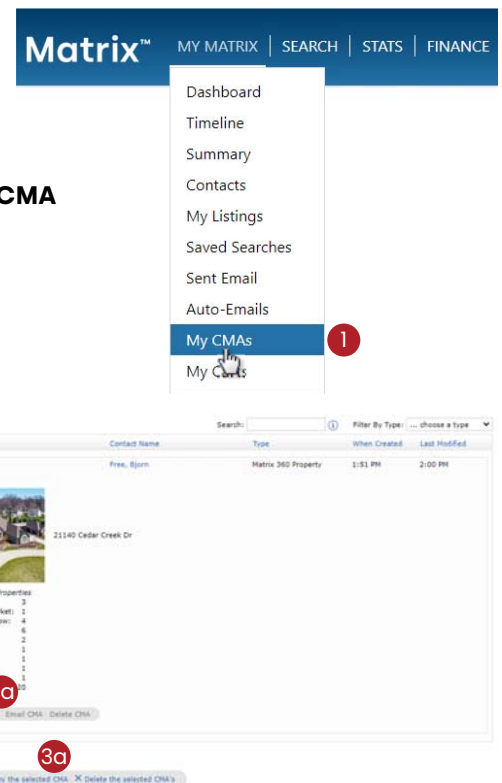 Matrix™ MY MATRIX | SEARCH | STATS | FINANCE
Dashboard
Timeline
Summary
CMA
Contacts
My Listings
Saved Searches
Sent Email
Auto-Emails
My CMAs 1
My
Search: Filter By Type: ... choose a type
Contact Name Type When Created Last Modified
Free, Bjorn Matrix 360 Property 1:51 PM 2:00 PM
21140 Cedar Creek Dr
3
1
4
6
2
1
1
1
1
20
a
Email CMA Delete CMA
3a
the selected CMA Delete the selected CMA's